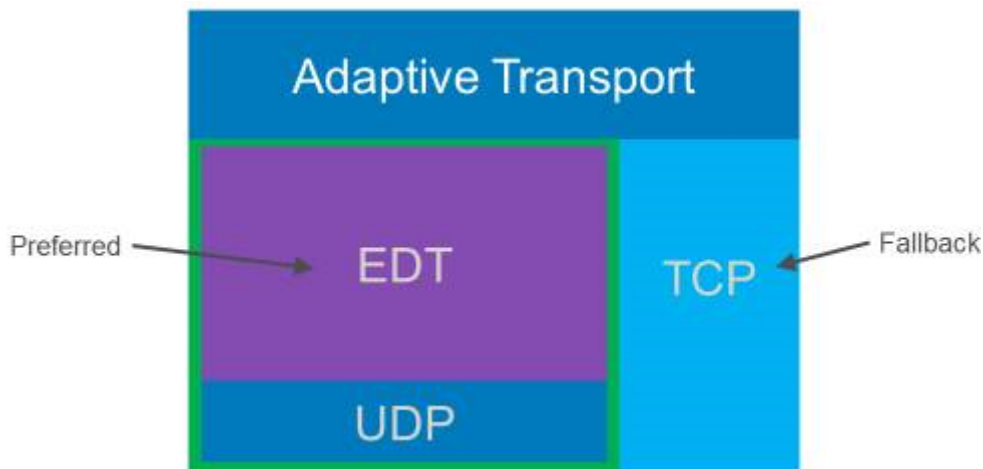 Adaptive Transport
Preferred
EDT
TCP
Fallback
UDP